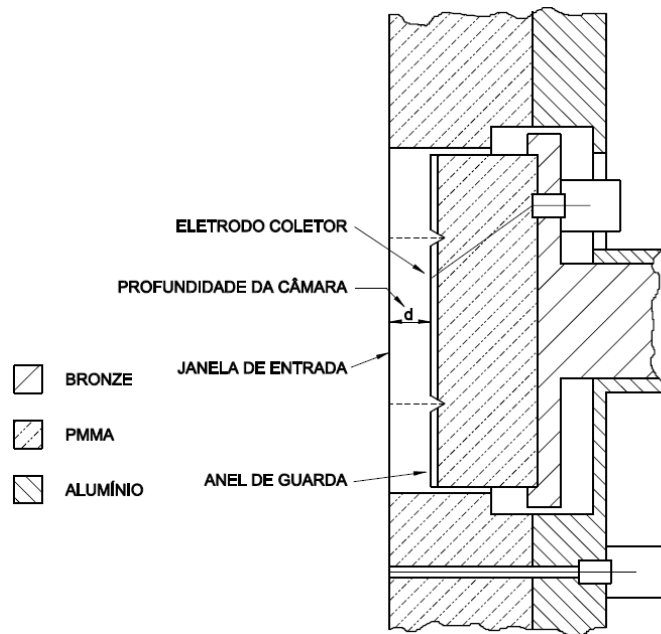 ELETRODO COLETOR
PROFUNDIDADE DA CÂMARA
d
JANELA DE ENTRADA
ANEL DE GUARDA
BRONZE
PMMA
ALUMÍNIO